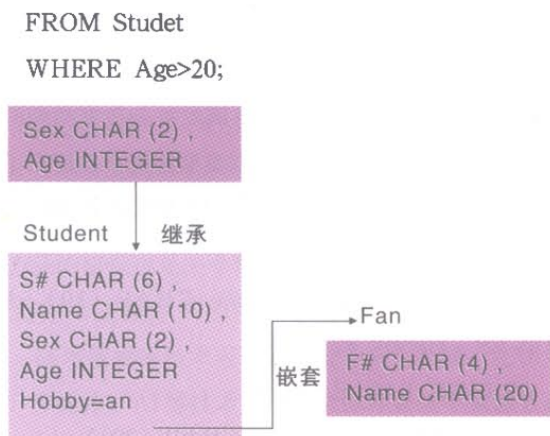 FROM Studet
WHERE Age>20;
Sex CHAR (2) ,
Age INTEGER
Student 继承
S# CHAR (6) ,
Name CHAR (10) ,
Sex CHAR (2) ,
Age INTEGER
Hobby=an
嵌套
Fan
F# CHAR (4) ,
Name CHAR (20)